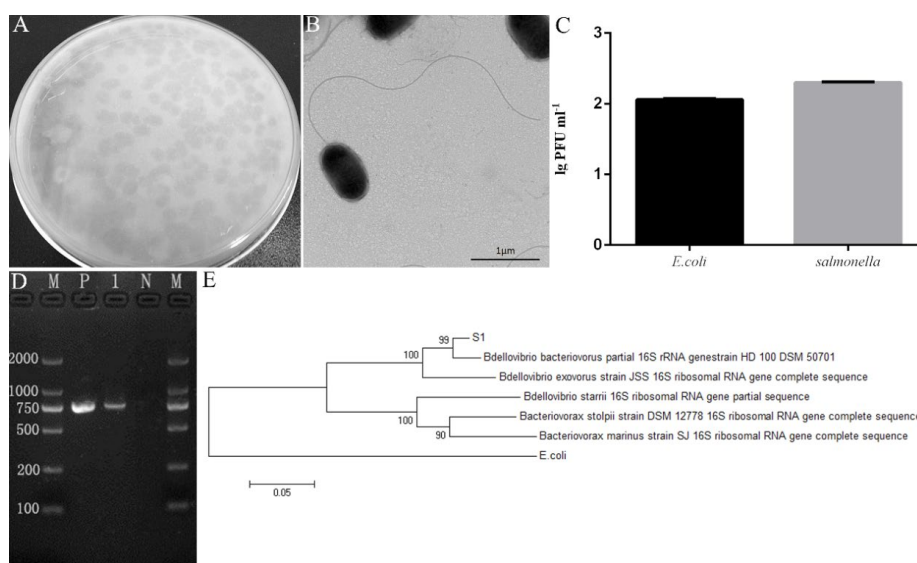 A
B
1μm
C
lg PFU ml-1
3
2
1
0
E.coli
salmonella
D
M P 1 N M
2000
1000
750
500
200
100
E
99
S1
100
Bdellovibrio bacteriovorus partial 16S rRNA genestrain HD 100 DSM 50701
Bdellovibrio exovorus strain JSS 16S ribosomal RNA gene complete sequence
Bdellovibrio starrii 16S ribosomal RNA gene partial sequence
100
Bacteriovorax stolpii strain DSM 12778 16S ribosomal RNA gene complete sequence
90
Bacteriovorax marinus strain SJ 16S ribosomal RNA gene complete sequence
E.coli
0.05